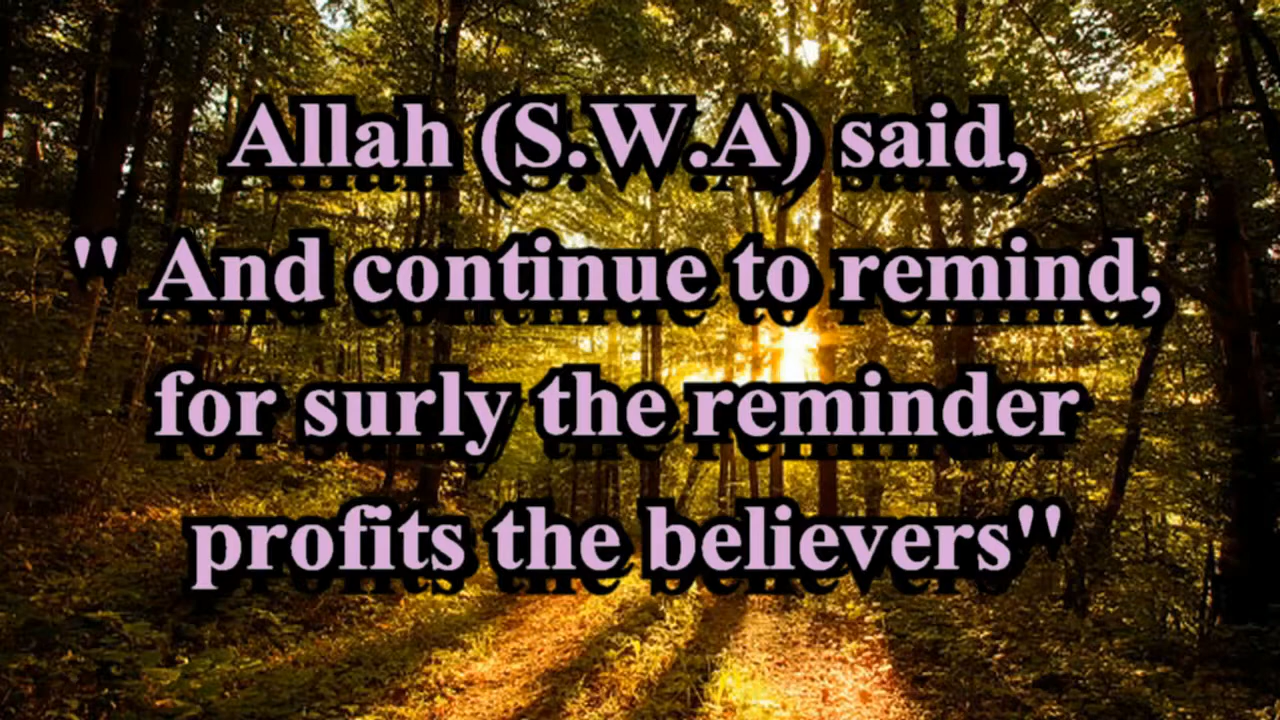 Allah (S.W.A) said,
" And continue to remind,
for surly the reminder
profits the believers"